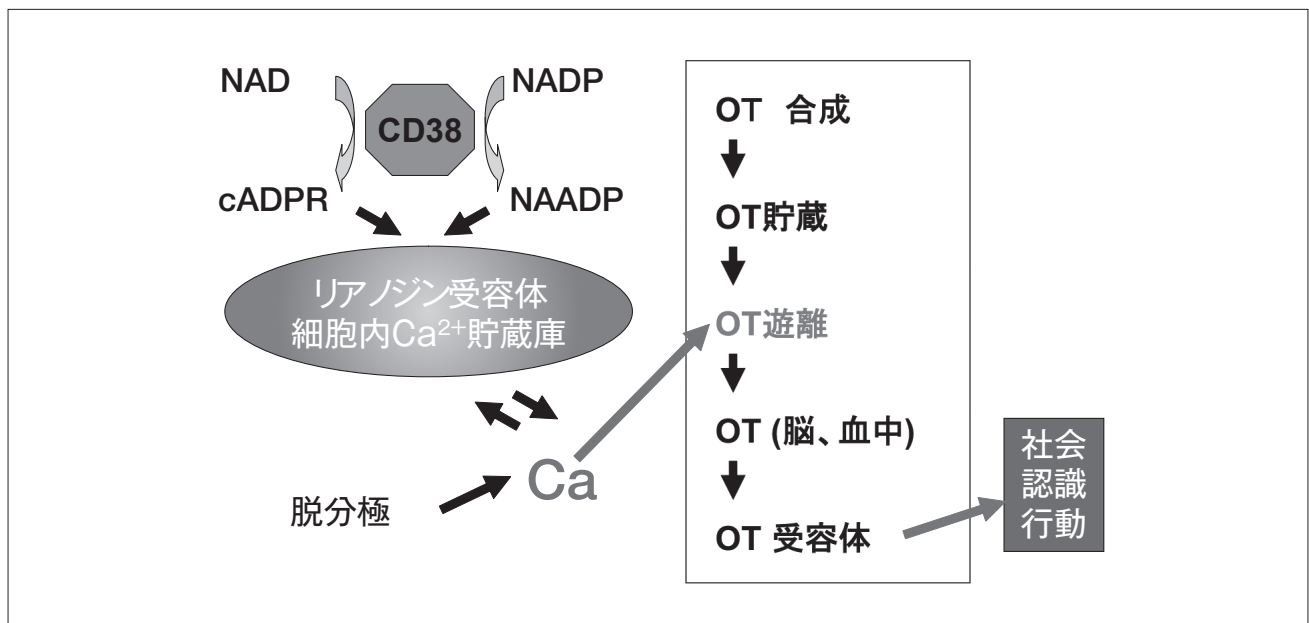 NAD
NADP
CD38
cADPR
NAADP
リアノジン受容体
細胞内Ca²⁺貯蔵庫
Ca
脱分極
OT 合成
OT貯蔵
OT遊離
OT (脳、血中)
OT 受容体
社会
認識
行動